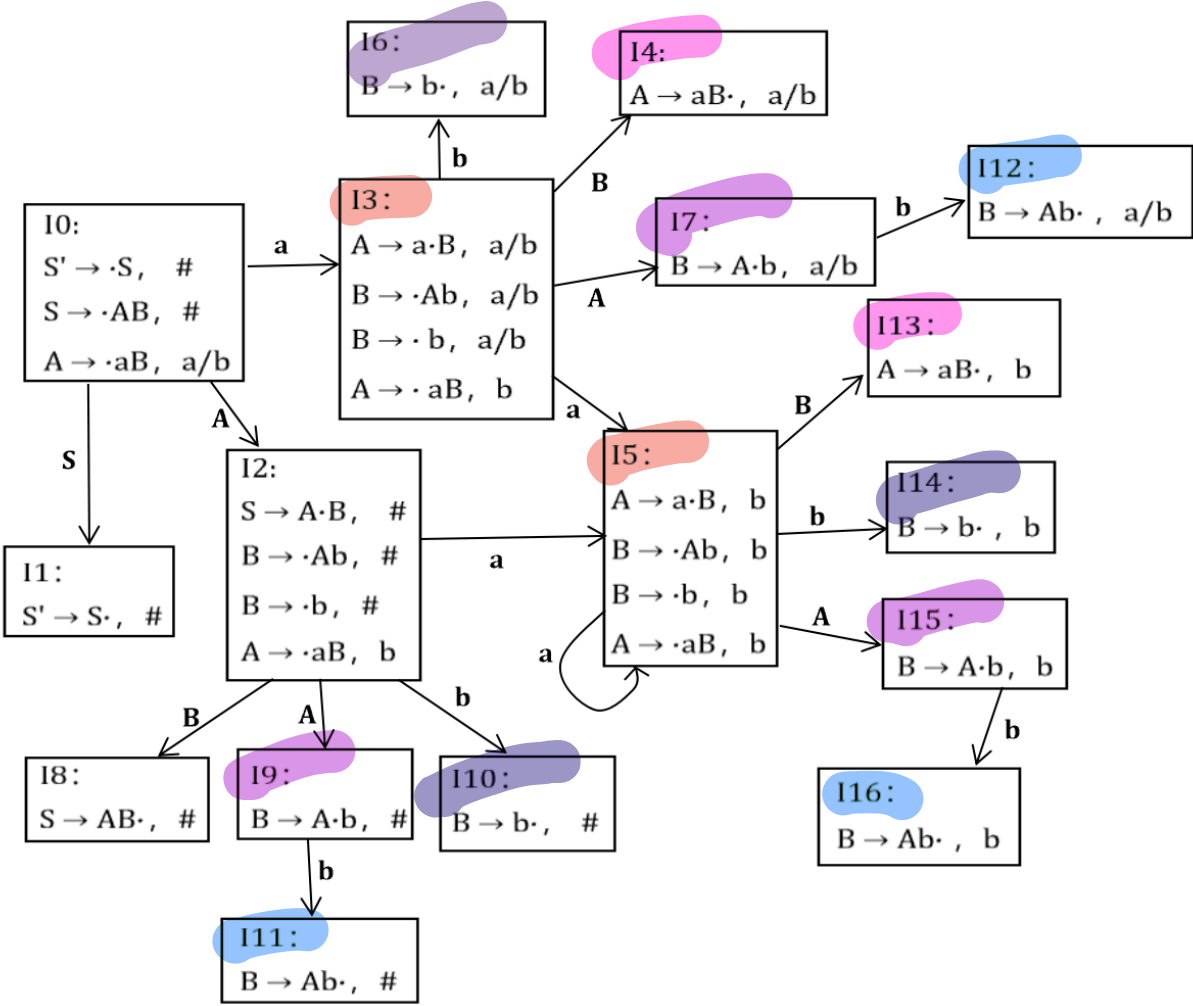 I6:
B → b·, a/b
I4:
A → aB·, a/b
b
B
I12:
B → Ab· , a/b
I3:
A → a·B, a/b
B → ·Ab, a/b
B → · b, a/b
A → · aB, b
I7:
B → A·b, a/b
b
I0:
S' → ·S, #
S → ·AB, #
A → ·aB, a/b
a
A
a
I13:
A → aB·, b
B
A
S
I2:
S → A·B, #
B → ·Ab, #
B → ·b, #
A → ·aB, b
a
I5:
A → a·B, b
B → ·Ab, b
B → ·b, b
A → ·aB, b
a
I14:
B → b· , b
b
I1:
S' → S·, #
I15:
B → A·b, b
A
b
B
A
b
I8:
S → AB·, #
I9:
B → A·b, #
I10:
B → b·, #
I16:
B → Ab· , b
b
I11:
B → Ab·, #